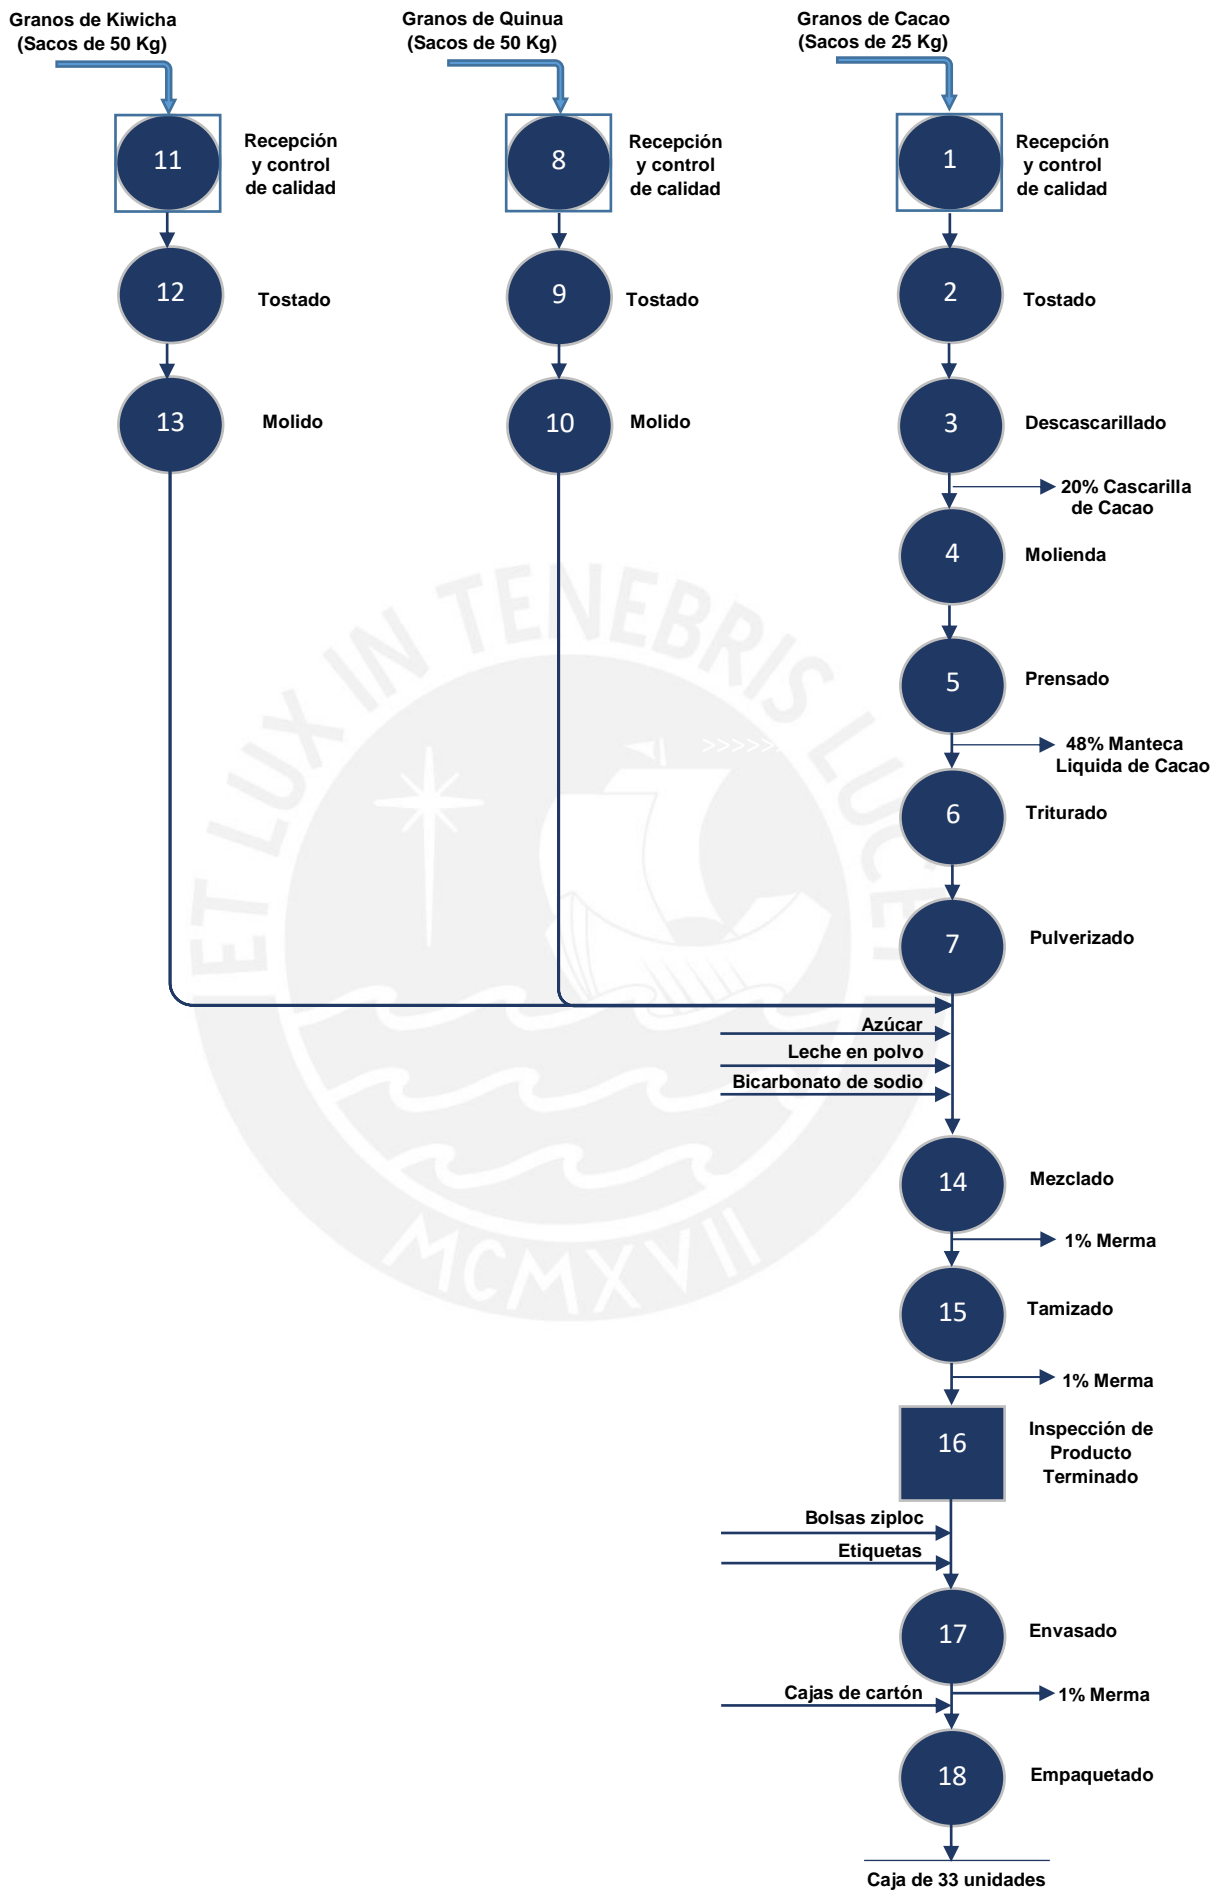 Granos de Kiwicha
(Sacos de 50 Kg)
Granos de Quinua
(Sacos de 50 Kg)
Granos de Cacao
(Sacos de 25 Kg)
11
Recepción
y control
de calidad
8
Recepción
y control
de calidad
1
Recepción
y control
de calidad
12
Tostado
9
Tostado
2
Tostado
13
Molido
10
Molido
3
Descascarillado
20% Cascarilla
de Cacao
4
Molienda
5
Prensado
48% Manteca
Liquida de Cacao
6
Triturado
7
Pulverizado
Azúcar
Leche en polvo
Bicarbonato de sodio
14
Mezclado
1% Merma
15
Tamizado
1% Merma
16
Inspección de
Producto
Terminado
Bolsas ziploc
Etiquetas
17
Envasado
Cajas de cartón
1% Merma
18
Empaquetado
Caja de 33 unidades
ET LUX IN TENEBRIS LUCET
MCMXVII
>>>>>>>